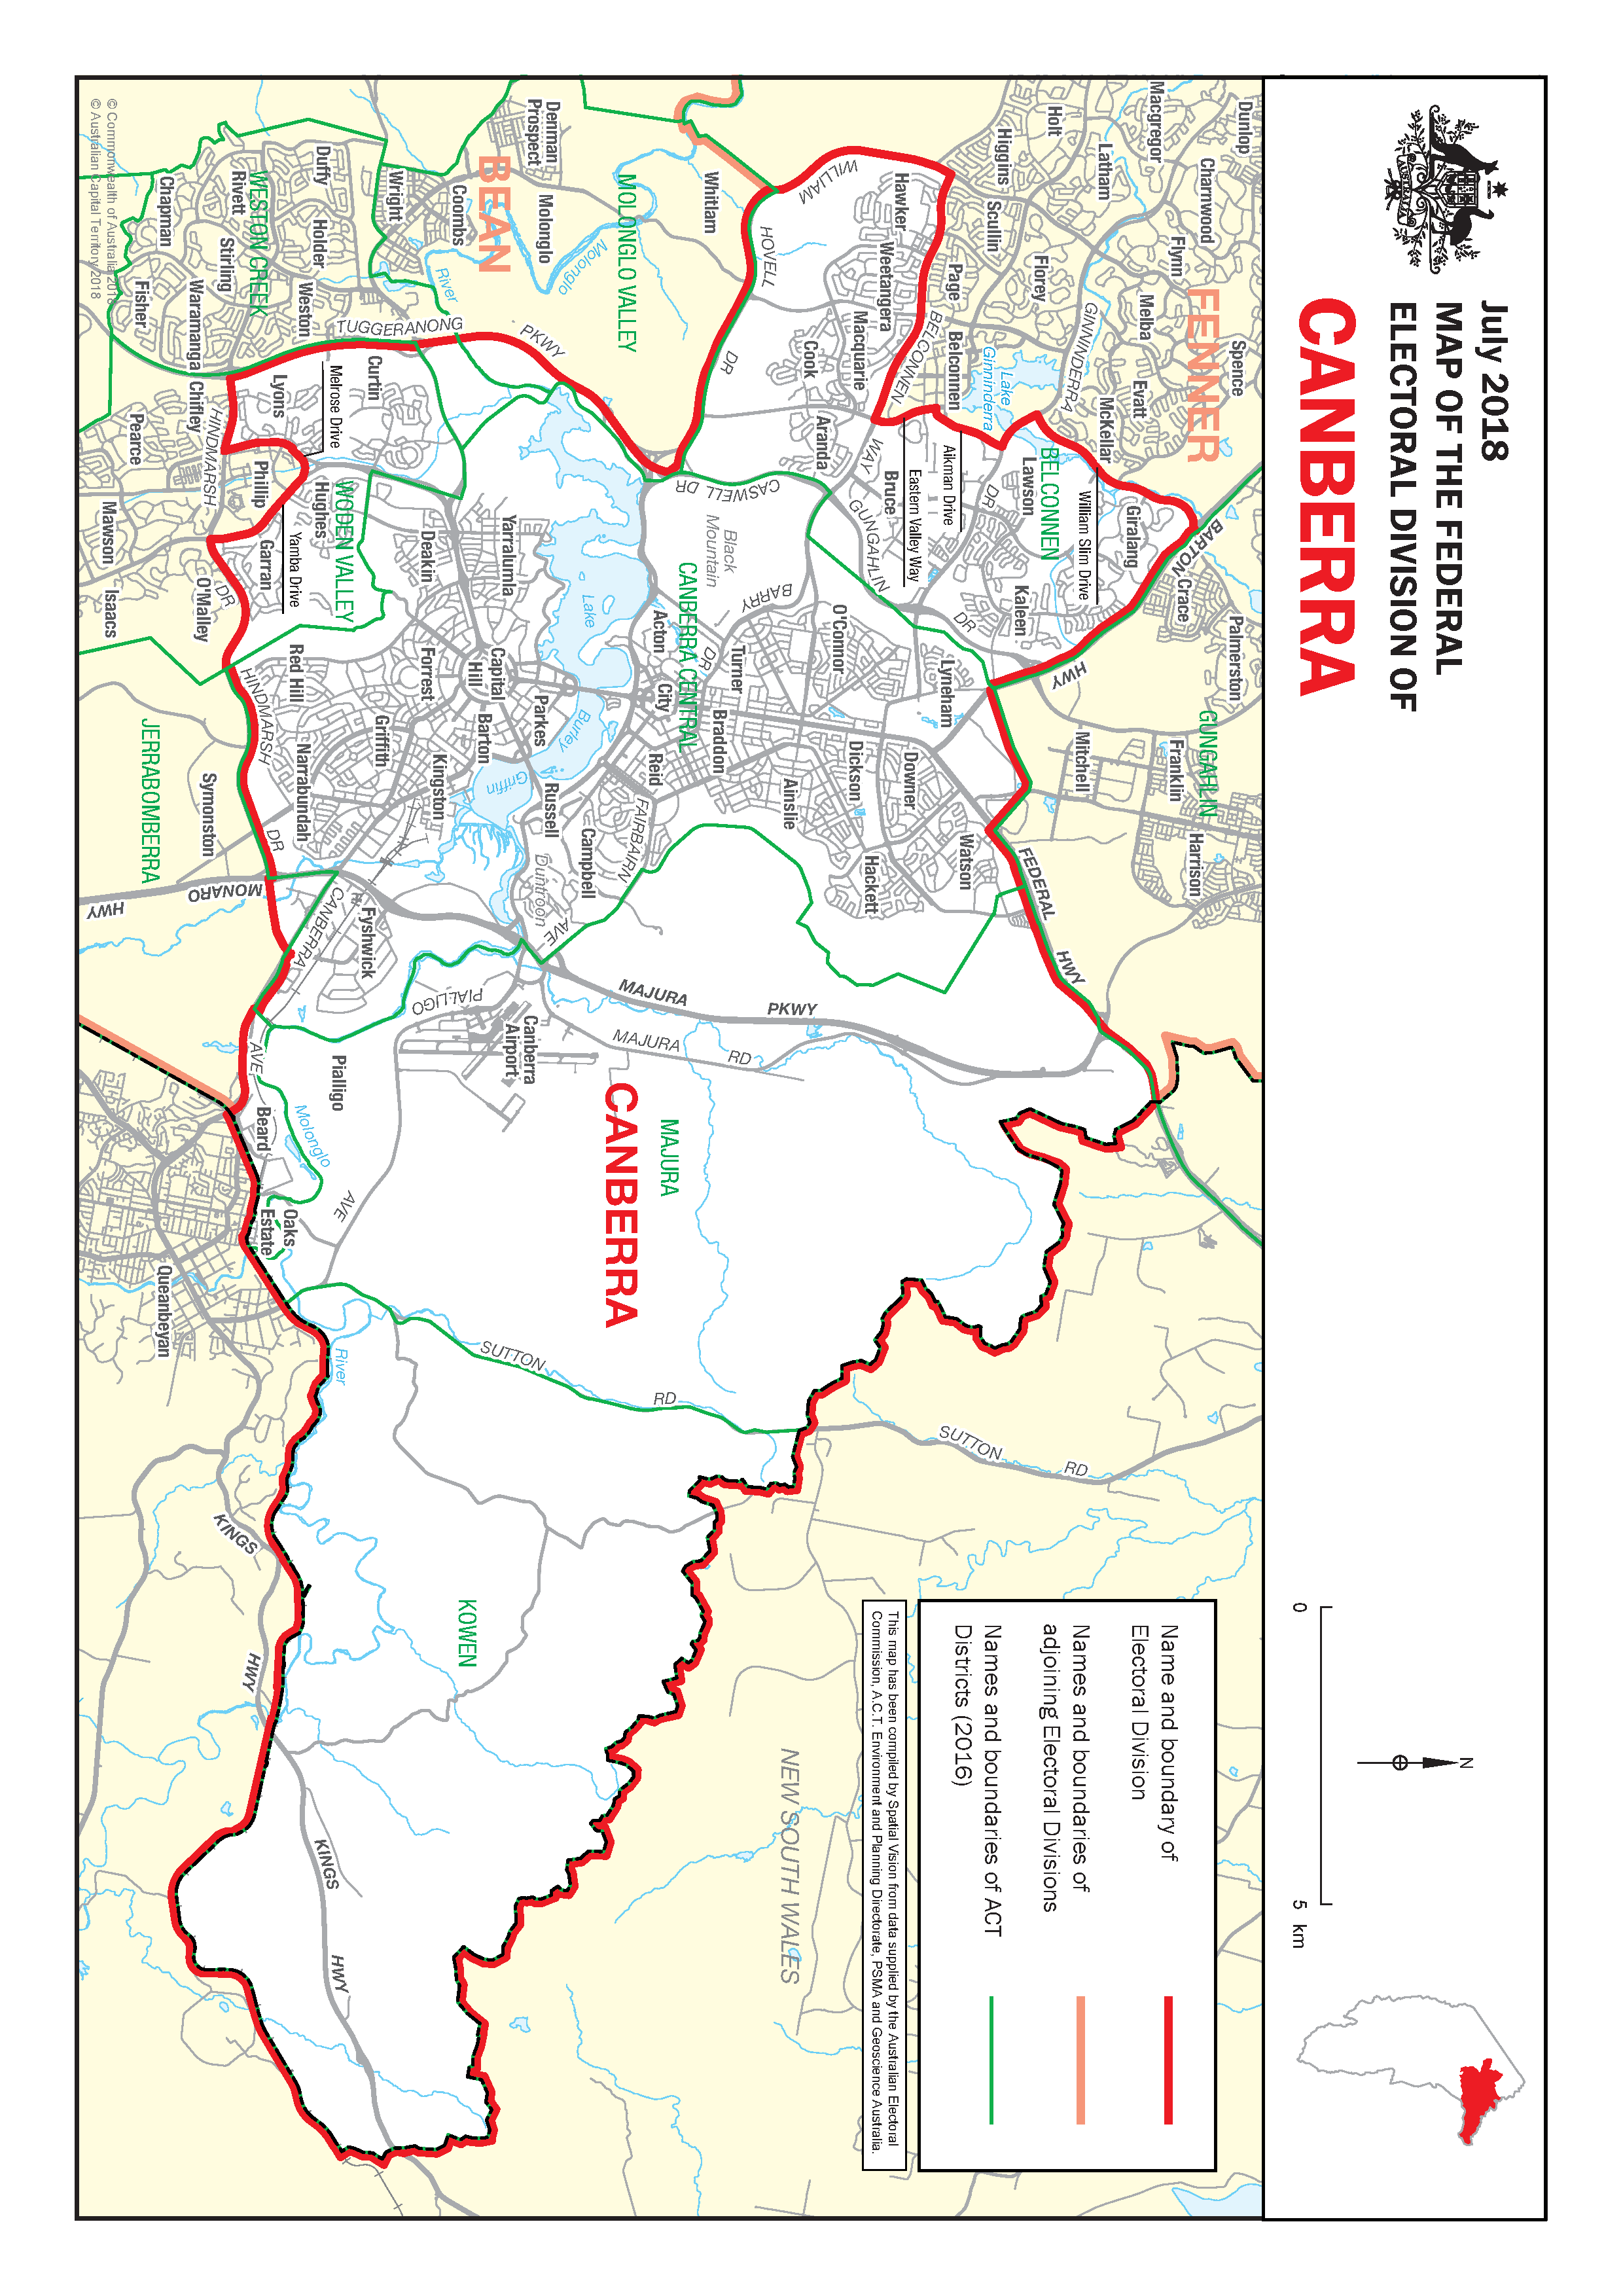 July 2018
MAP OF THE FEDERAL
ELECTORAL DIVISION OF
CANBERRA
0
5 km
N
Name and boundary of
Electoral Division
Names and boundaries of
adjoining Electoral Divisions
Names and boundaries of ACT
Districts (2016)
This map has been compiled by Spatial Vision from data supplied by the Australian Electoral
Commission, A.C.T. Environment and Planning Directorate, PSMA and Geoscience Australia.
Dunlop
Spence
Palmerston
Charnwood
FENNER
GUNGAHLIN
Macgregor
Flynn
BARTON
Crace
Franklin
Harrison
Latham
Melba
Evatt
Giralang
HWY
Mitchell
Holt
GINNINDERRA
McKellar
William Slim Drive
Florey
BELCONNEN
Lawson
Kaleen
HWY
Higgins
Scullin
Lake
Ginninderra
DR
DR
FEDERAL
Page
Belconnen
Aikman Drive
Lyneham
Watson
BELCONNEN
Eastern Valley Way
Downer
SUTTON
RD
Hawker
Weetangera
Bruce
GUNGAHLIN
Hackett
WILLIAM
Macquarie
WAY
O'Connor
Dickson
Cook
Aranda
Ainslie
HOVELL
CASWELL DR
BARRY
PKWY
Whitlam
DR
Black
Mountain
DR
Turner
Braddon
MAJURA
RD
CANBERRA CENTRAL
City
Reid
MAJURA
MAJURA
RD
NEW SOUTH WALES
MOLONGLO VALLEY
Acton
FAIRBAIRN
CANBERRA
Molonglo
Lake
Burley
Griffin
Campbell
Denman
Prospect
Molonglo
PKWY
Parkes
Russell
Duntroon
AVE
Canberra
Airport
BEAN
River
Yarralumla
Capital
Hill
Barton
PIALLIGO
SUTTON
Coombs
Wright
Deakin
Forrest
Kingston
KOWEN
TUGGERANONG
Curtin
Griffith
Fyshwick
Duffy
Holder
Weston
Melrose Drive
WODEN VALLEY
Hughes
Red Hill
Narrabundah
CANBERRA
Pialligo
AVE
River
KINGS
HWY
WESTON CREEK
Rivett
Stirling
Lyons
Phillip
Yamba Drive
Garran
HINDMARSH
DR
AVE
Molonglo
Beard
Oaks
Estate
HWY
KINGS
Chapman
Waramanga
Chifley
HINDMARSH
DR
O'Malley
Symonston
MONARO
HWY
Fisher
Pearce
Mawson
Isaacs
JERRABOMBERRA
Queanbeyan
© Commonwealth of Australia 2018
© Australian Capital Territory 2018